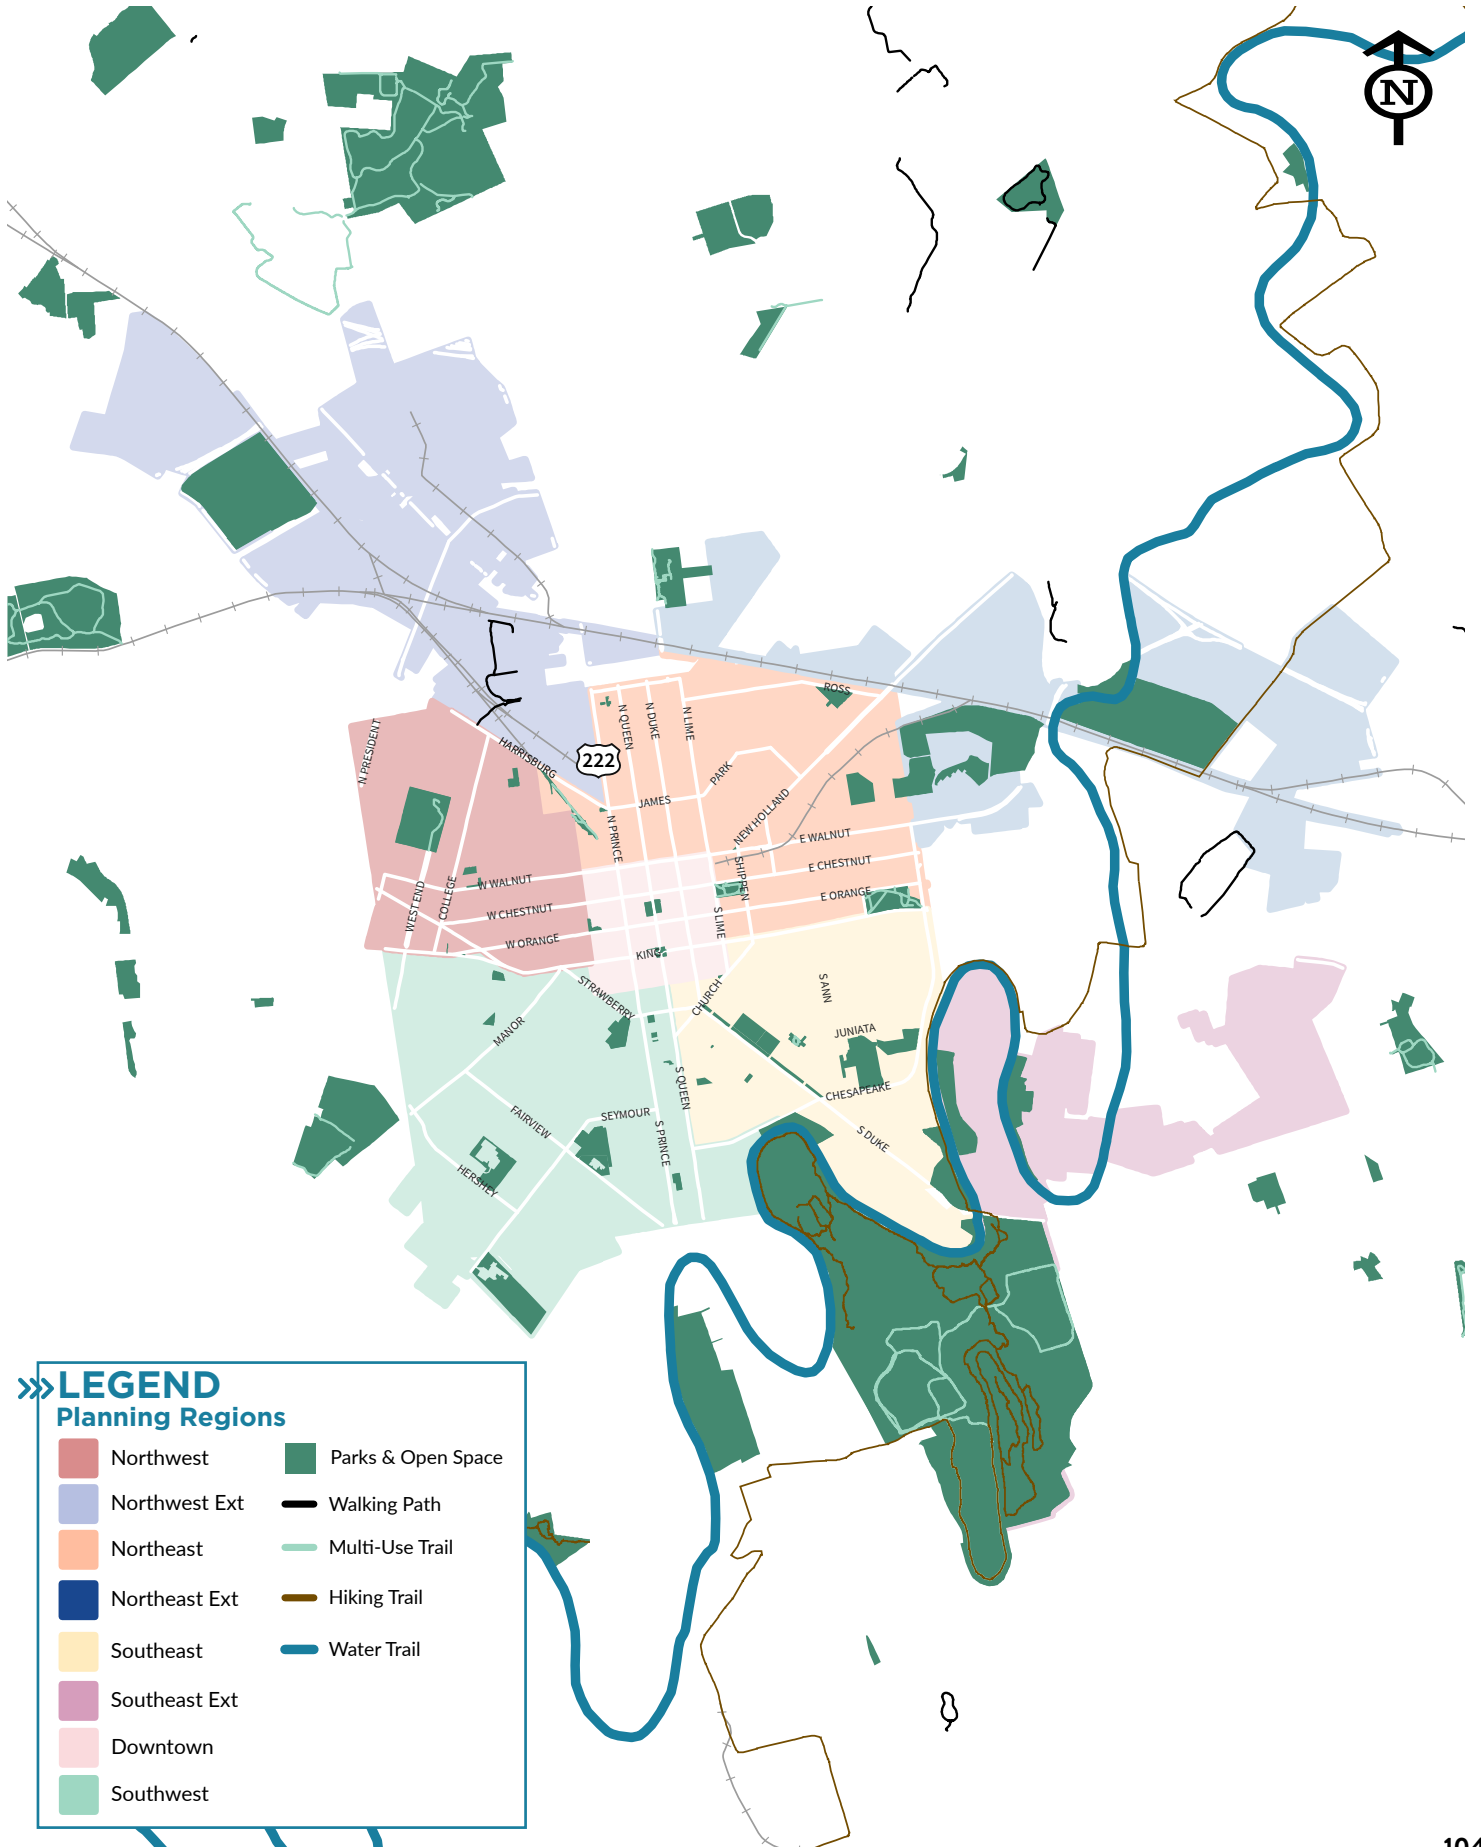 N
ROSS
N QUEEN
N DUKE
N LIME
N PRESIDENT
HARRISBURG
222
PARK
JAMES
NEW HOLLAND
N PRINCE
E WALNUT
SHIPPEN
E CHESTNUT
W WALNUT
E ORANGE
WEST END
COLLEGE
W CHESTNUT
S LIME
W ORANGE
KING
STRAWBERRY
CHURCH
S ANN
MANOR
JUNIATA
S QUEEN
CHESAPEAKE
FAIRVIEW
SEYMOUR
S PRINCE
S DUKE
HERSHEY
LEGEND
Planning Regions
Northwest
Northwest Ext
Northeast
Northeast Ext
Southeast
Southeast Ext
Downtown
Southwest
Parks & Open Space
Walking Path
Multi-Use Trail
Hiking Trail
Water Trail